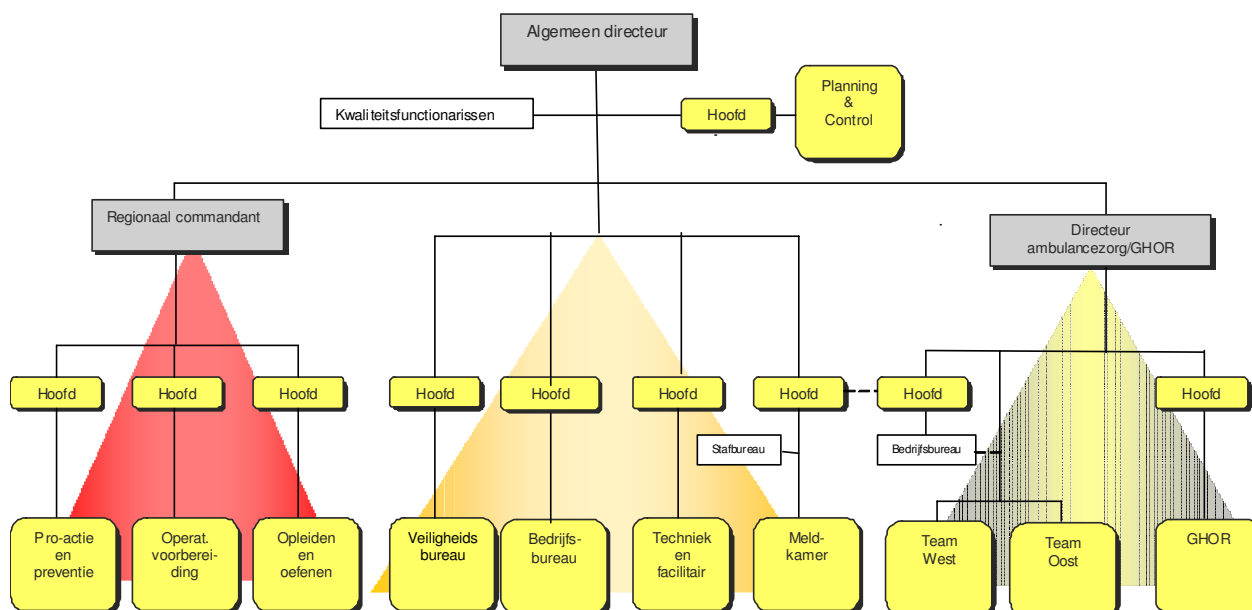 Algemeen directeur
Kwaliteitsfunctionarissen
Hoofd
Planning
&
Control
Regionaal commandant
Directeur
ambulancezorg/GHOR
Hoofd
Hoofd
Hoofd
Hoofd
Hoofd
Hoofd
Hoofd
Hoofd
Hoofd
Stafbureau
Bedrijfsbureau
Pro-actie
en
preventie
Operat.
voorberei-
ding
Opleiden
en
oefenen
Veiligheids
bureau
Bedrijfs-
bureau
Techniek
en
facilitair
Meld-
kamer
Team
West
Team
Oost
GHOR